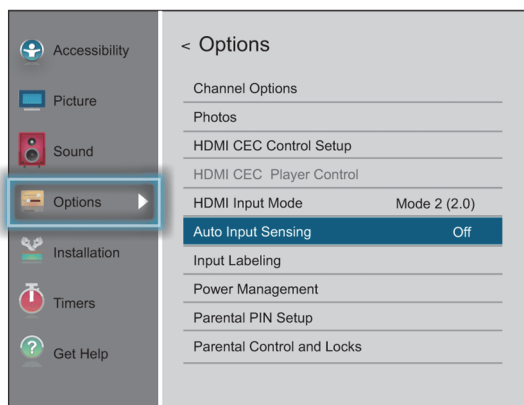 Accessibility
Picture
Sound
Options
Installation
Timers
Get Help
< Options
Channel Options
Photos
HDMI CEC Control Setup
HDMI CEC Player Control
HDMI Input Mode Mode 2 (2.0)
Auto Input Sensing Off
Input Labeling
Power Management
Parental PIN Setup
Parental Control and Locks